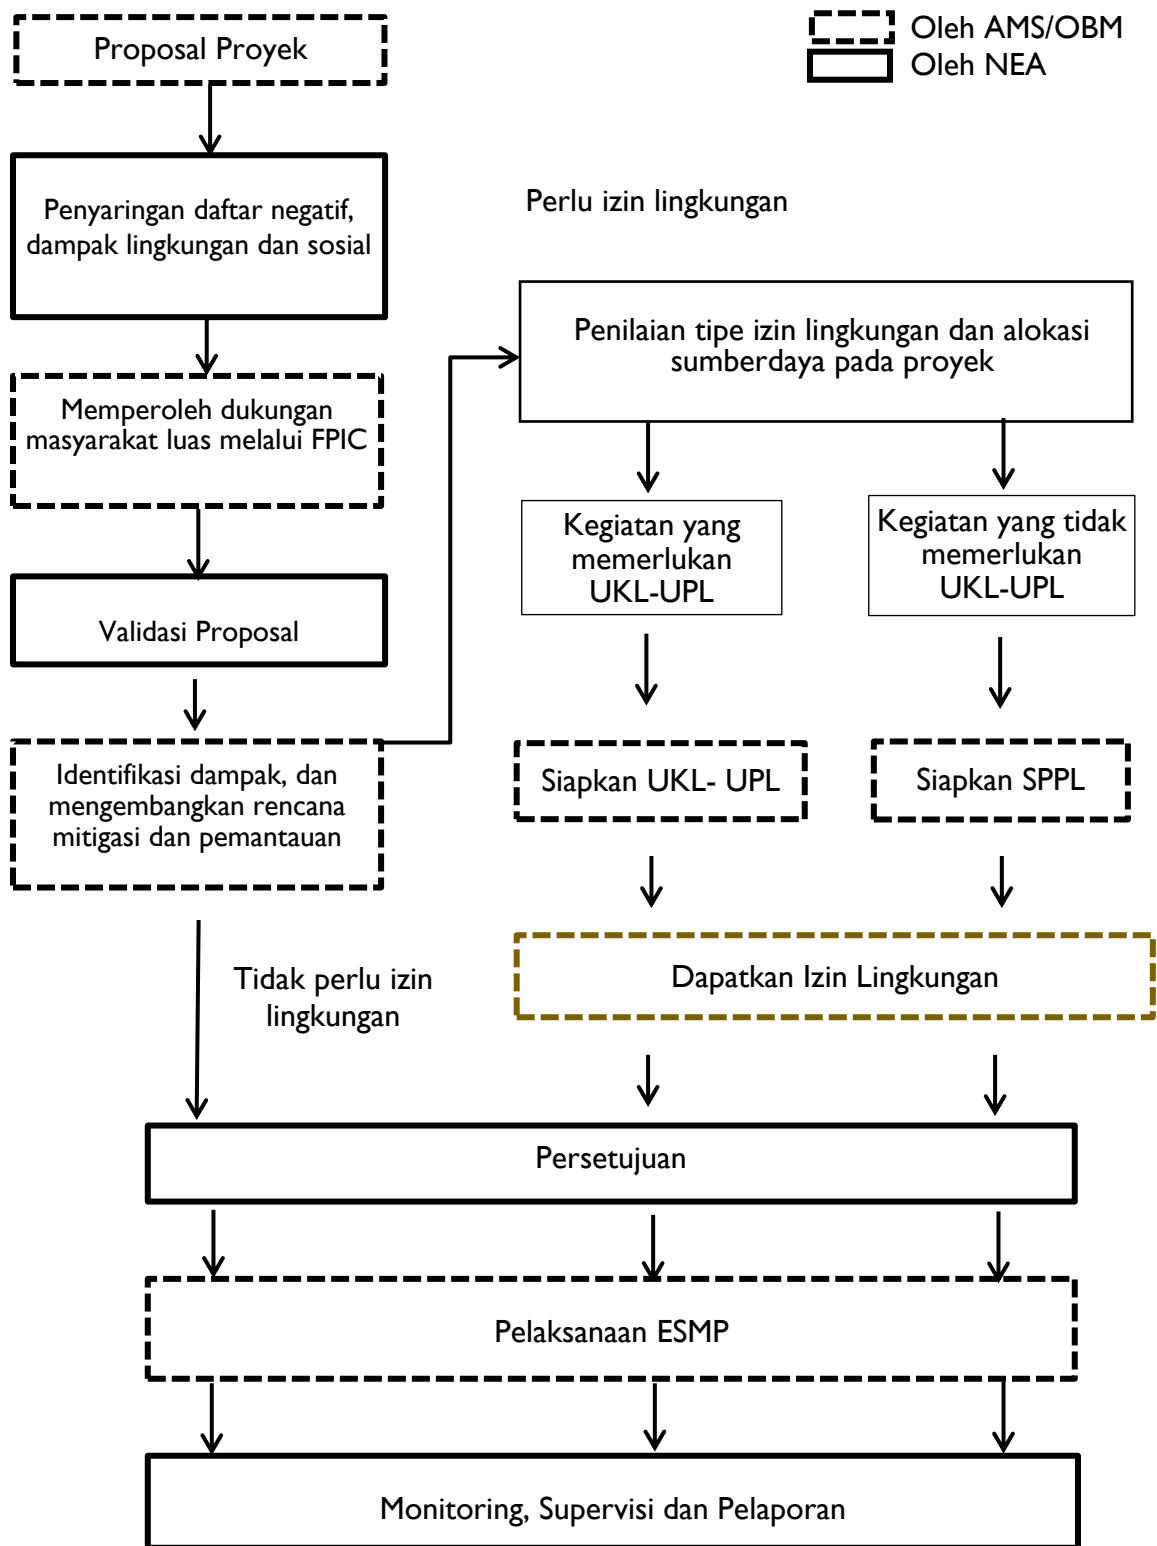 Proposal Proyek
Oleh AMS/OBM
Oleh NEA
Penyaringan daftar negatif,
dampak lingkungan dan sosial
Memperoleh dukungan
masyarakat luas melalui FPIC
Validasi Proposal
Identifikasi dampak, dan
mengembangkan rencana
mitigasi dan pemantauan
Perlu izin lingkungan
Penilaian tipe izin lingkungan dan alokasi
sumberdaya pada proyek
Kegiatan yang
memerlukan
UKL-UPL
Kegiatan yang tidak
memerlukan
UKL-UPL
Siapkan UKL- UPL
Siapkan SPPL
Dapatkan Izin Lingkungan
Tidak perlu izin
lingkungan
Persetujuan
Pelaksanaan ESMP
Monitoring, Supervisi dan Pelaporan